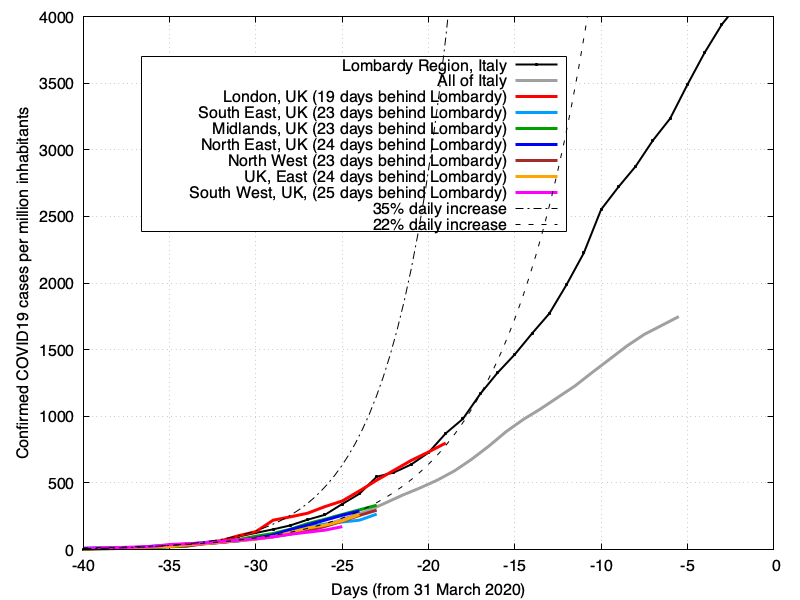 4000
3500
3000
2500
2000
1500
1000
500
0
Confirmed COVID19 cases per million inhabitants
Lombardy Region, Italy
All of Italy
London, UK (19 days behind Lombardy)
South East, UK (23 days behind Lombardy)
Midlands, UK (23 days behind Lombardy)
North East, UK (24 days behind Lombardy)
North West (23 days behind Lombardy)
UK, East (24 days behind Lombardy)
South West, UK, (25 days behind Lombardy)
35% daily increase
22% daily increase
-40 -35 -30 -25 -20 -15 -10 -5 0
Days (from 31 March 2020)